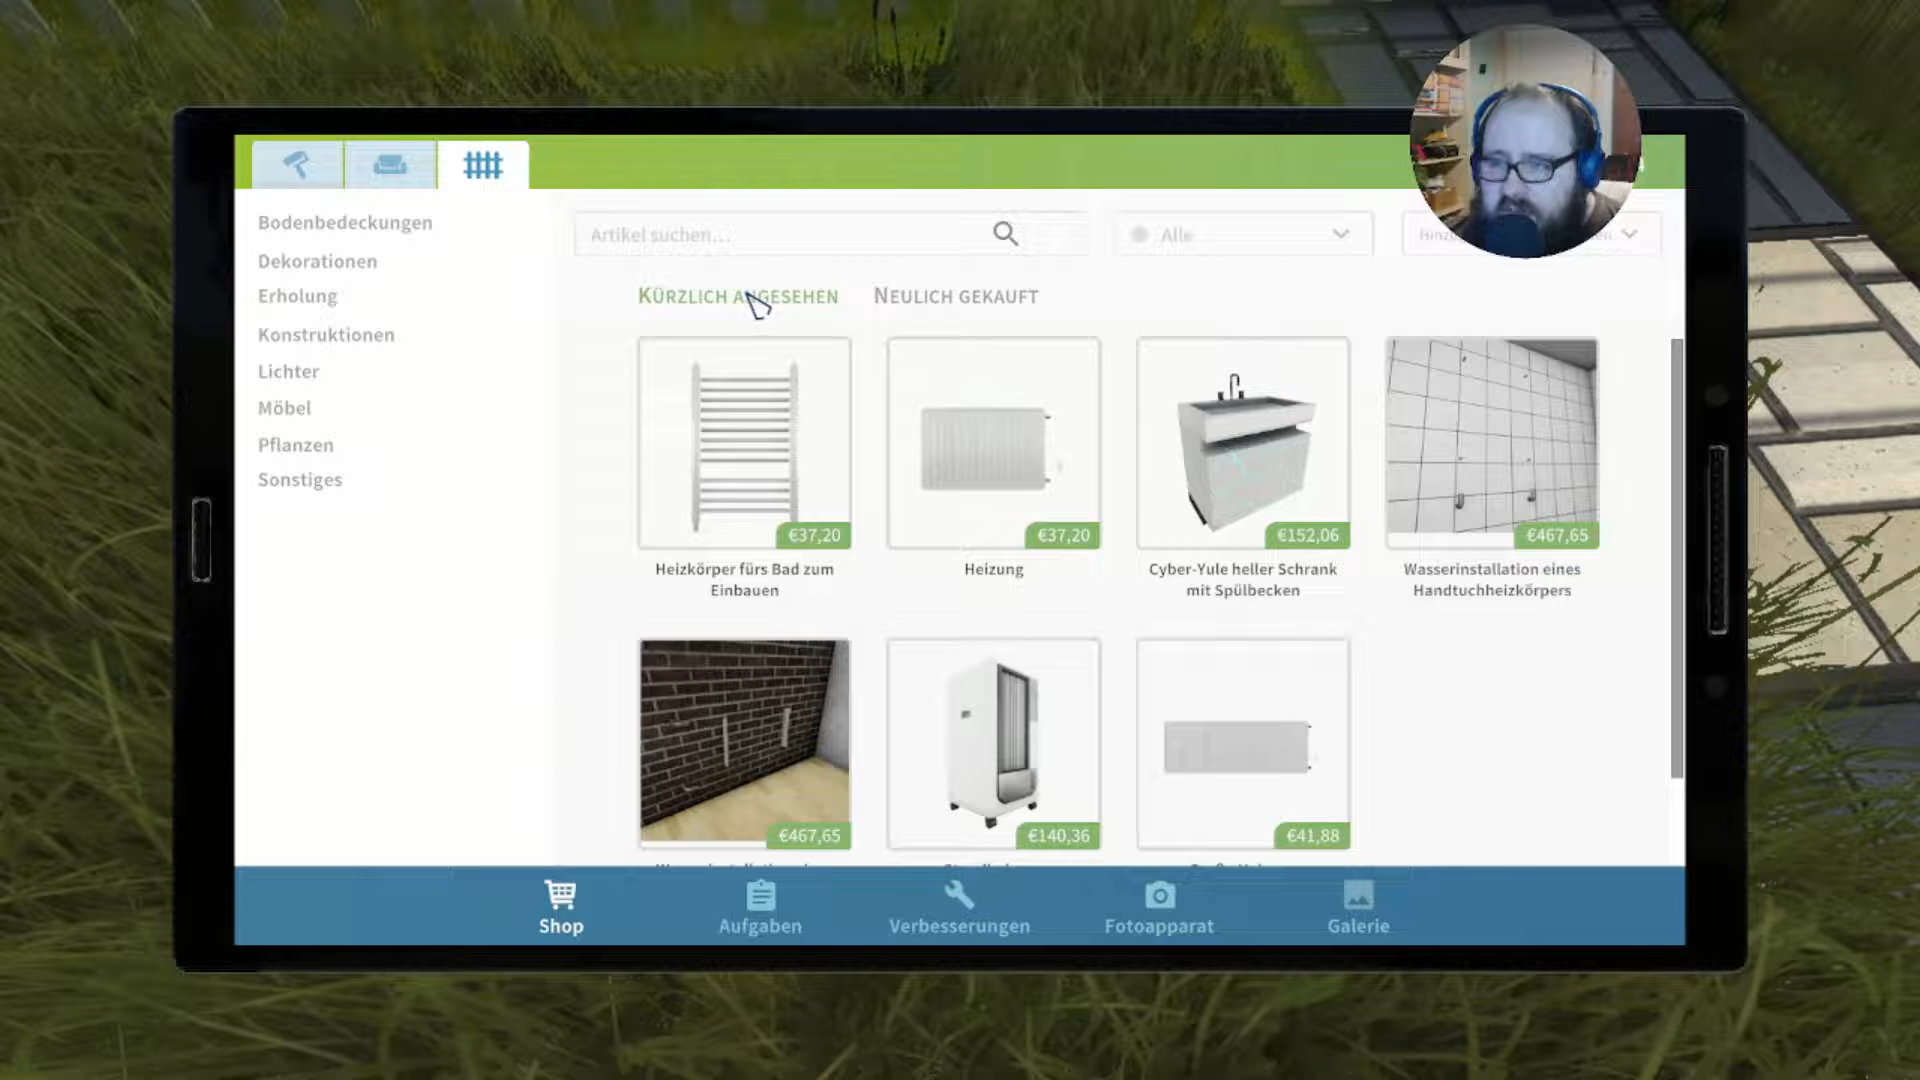 Bodenbedeckungen
Dekorationen
Erholung
Konstruktionen
Lichter
Möbel
Pflanzen
Sonstiges
Artikel suchen...
Alle
KÜRZLICH ANGESEHEN
NEULICH GEKAUFT
€37,20
€37,20
€152,06
€467,65
Heizkörper fürs Bad zum
Einbauen
Heizung
Cyber-Yule heller Schrank
mit Spülbecken
Wasserinstallation eines
Handtuchheizkörpers
€467,65
€140,36
€41,88
Shop
Aufgaben
Verbesserungen
Fotoapparat
Galerie